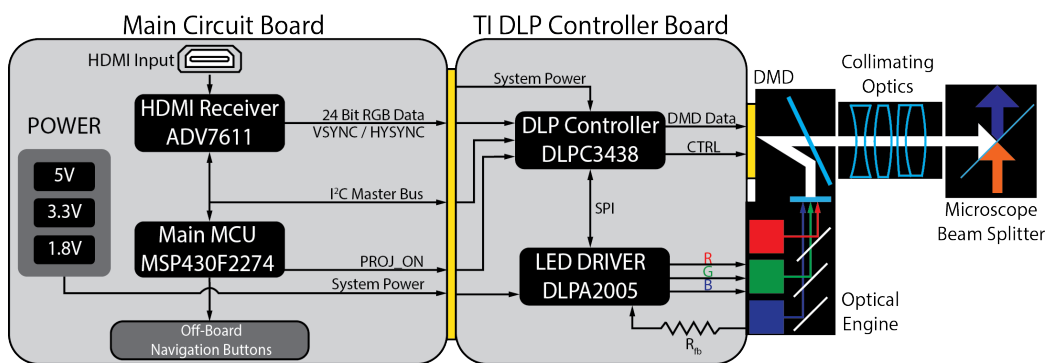 Main Circuit Board
TI DLP Controller Board
HDMI Input
HDMI Receiver
ADV7611
POWER
5V
3.3V
1.8V
24 Bit RGB Data
VSYNC / HYSYNC
I²C Master Bus
Main MCU
MSP430F2274
PROJ_ON
System Power
Off-Board
Navigation Buttons
System Power
DLP Controller
DLPC3438
DMD Data
CTRL
SPI
LED DRIVER
DLPA2005
R
G
B
Rfb
DMD
Collimating
Optics
Microscope
Beam Splitter
Optical
Engine